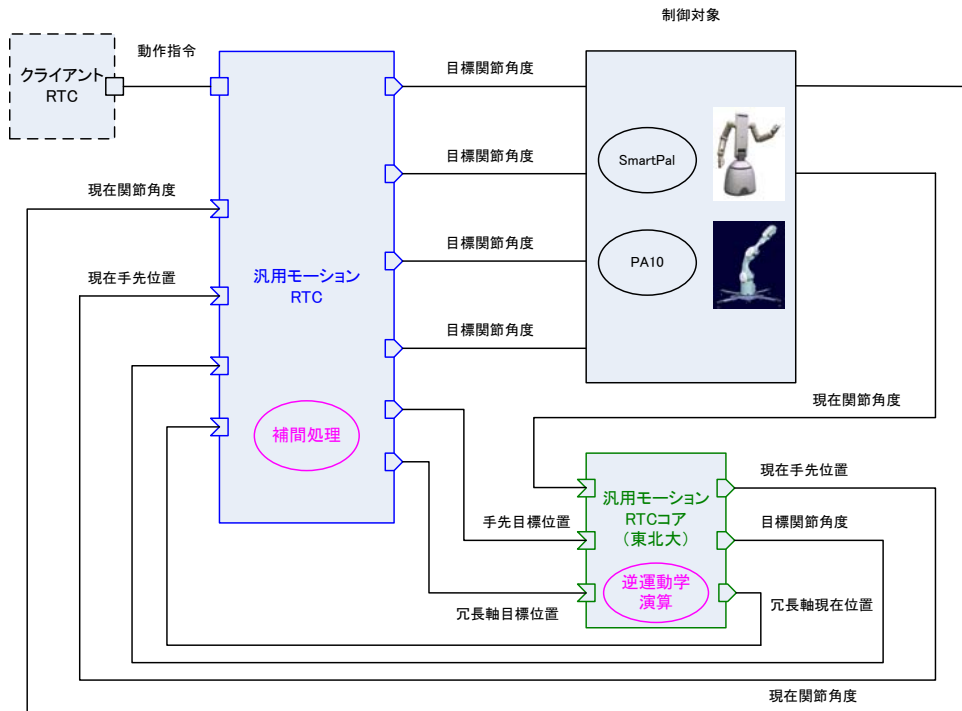 制御対象
動作指令
クライアント
RTC
目標関節角度
目標関節角度
SmartPal
現在関節角度
目標関節角度
PA10
現在手先位置
汎用モーション
RTC
目標関節角度
現在関節角度
補間処理
現在手先位置
汎用モーション
RTCコア
(東北大)
手先目標位置
目標関節角度
逆運動学
演算
冗長軸目標位置
冗長軸現在位置
現在関節角度